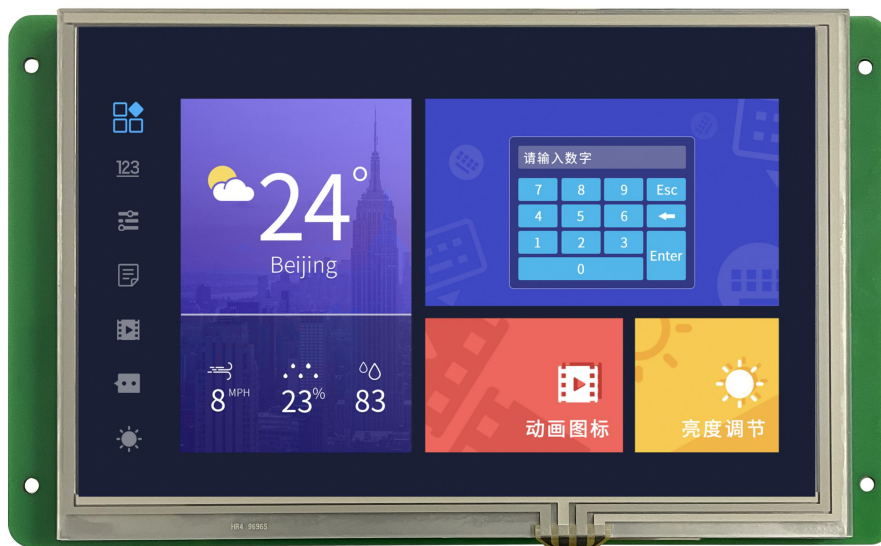 123
24°
Beijing
8 MPH
23%
83
请输入数字
7 8 9 Esc
4 5 6
1 2 3 Enter
0
动画图标
亮度调节
HR4 9696S